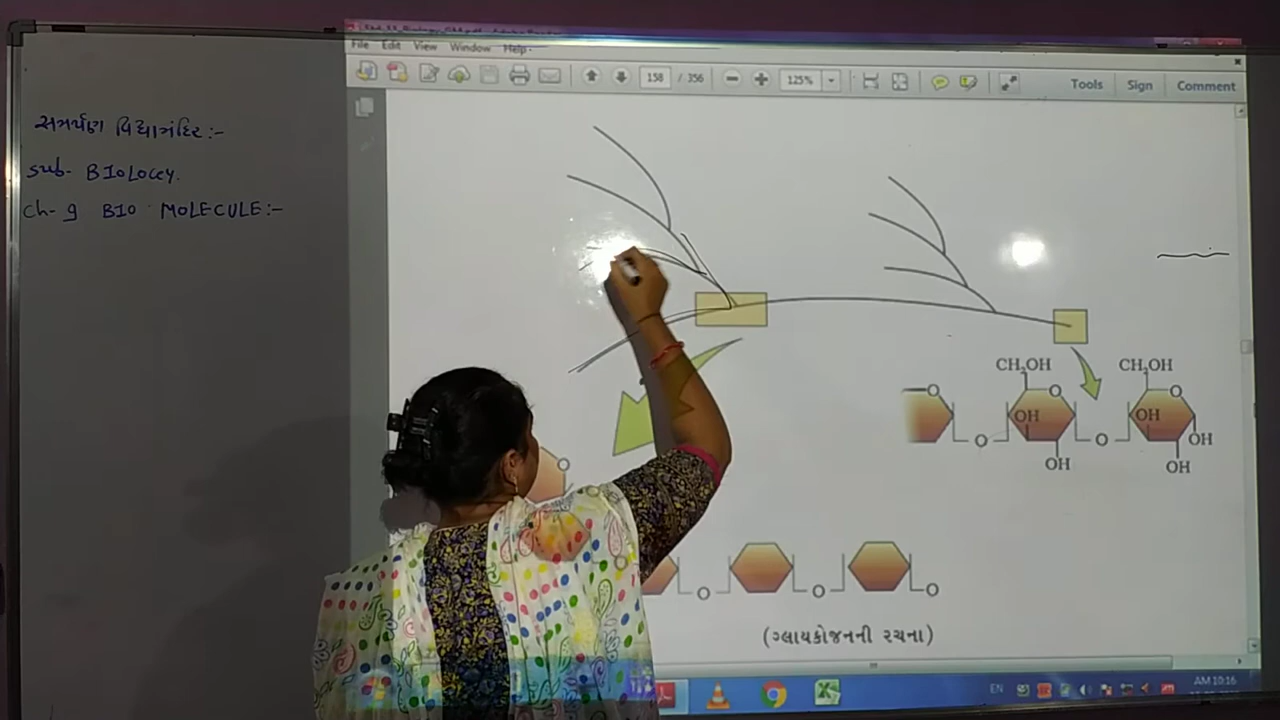 સમર્પણ વિદ્યામંદિર:-
Sub- BIOLOGY.
Ch- 9 BIO MOLECULE:-
File Edit View Window Help
158 / 356
125%
Tools Sign Comment
CH2OH CH2OH
O O O
OH OH
O O OH
OH OH
O
O O O
(ગ્લાયકોજનની રચના)
EN
AM 10:16